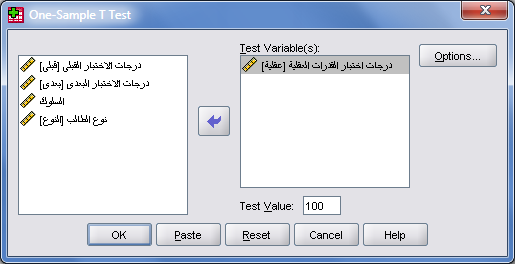 One-Sample T Test
درجات الاختبار القبلى [قبلى]
درجات الاختبار البعدى [بعدى]
السلوك
نوع الطالب [النوع]
Test Variable(s):
درجات اختبار القدرات العقلية [عقلية]
Options...
Test Value: 100
OK Paste Reset Cancel Help